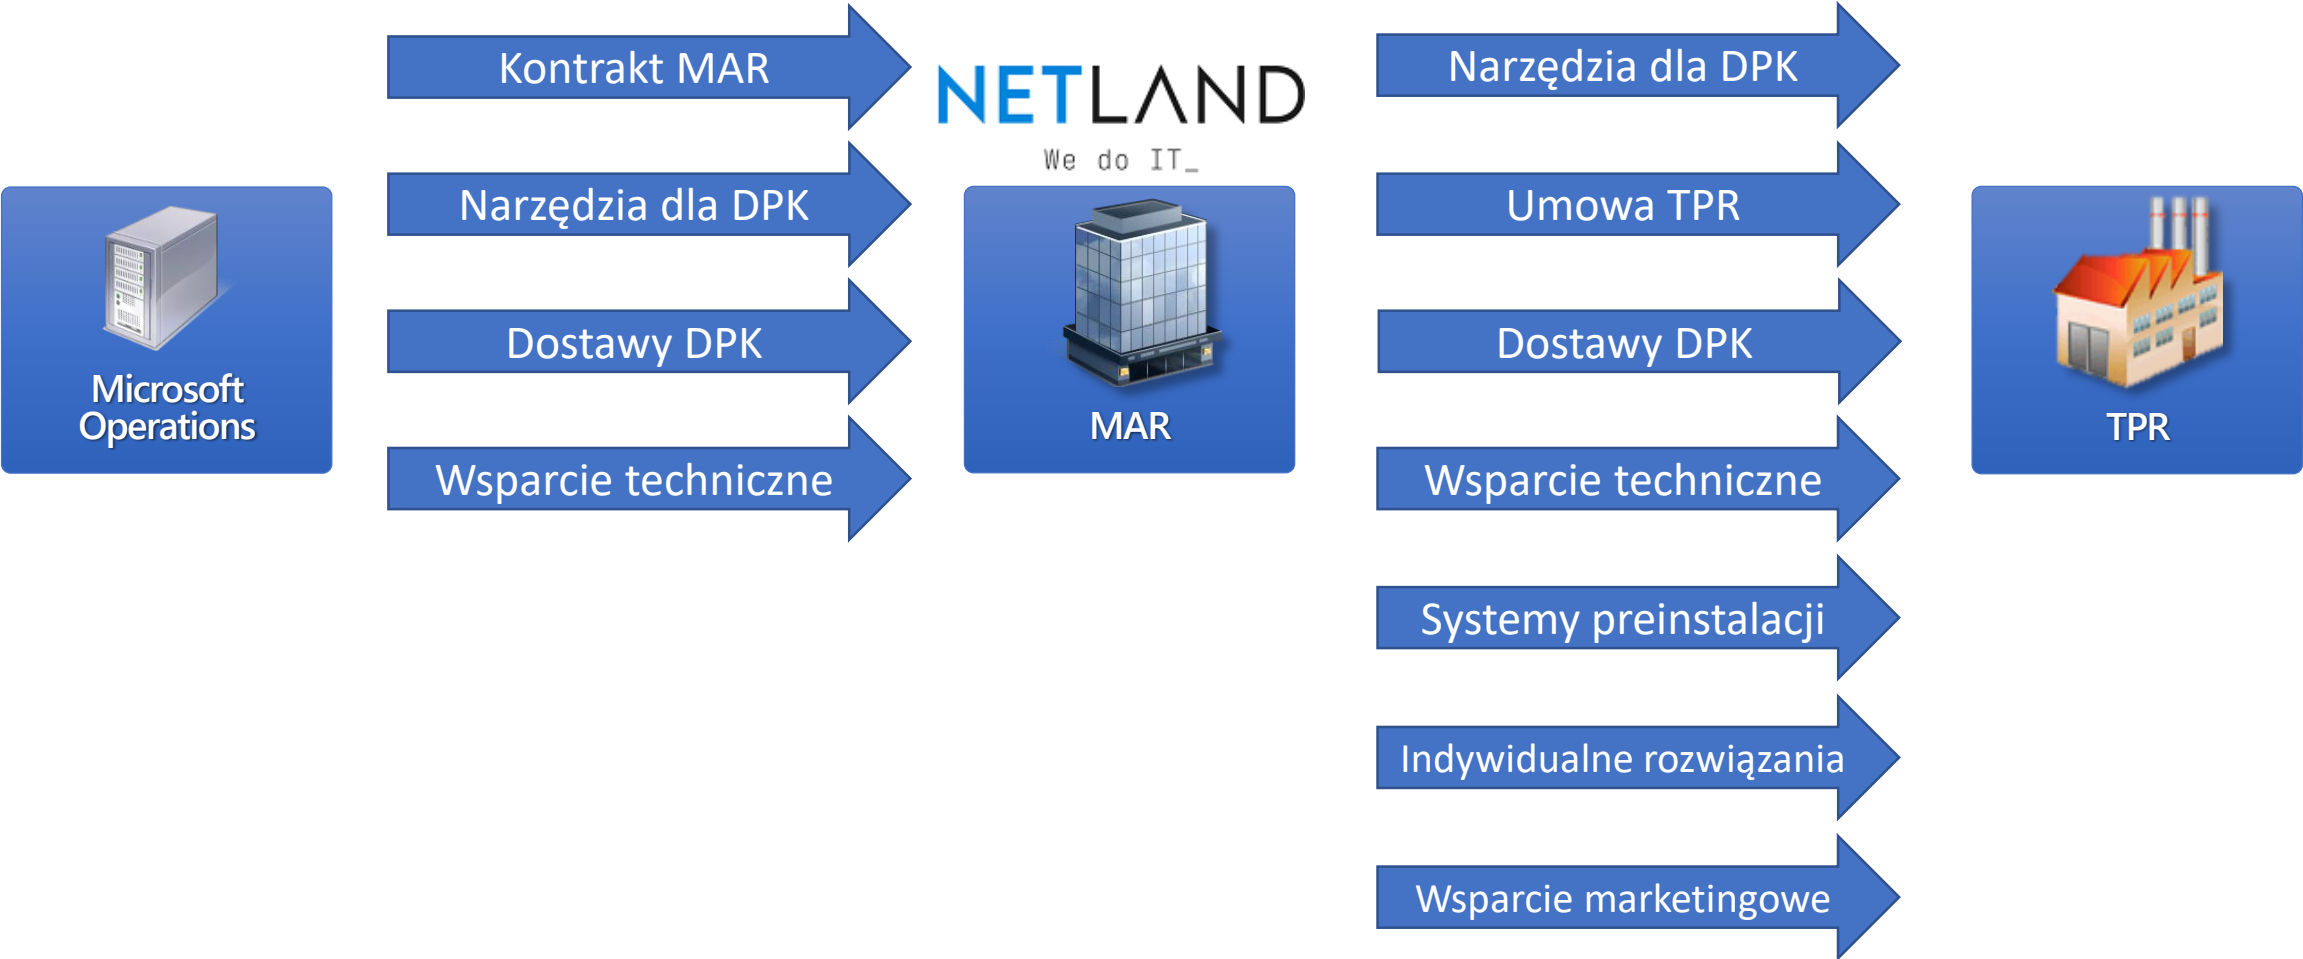 Kontrakt MAR
Narzędzia dla DPK
Dostawy DPK
Wsparcie techniczne
Microsoft
Operations
NETLAND
We do IT_
MAR
Narzędzia dla DPK
Umowa TPR
Dostawy DPK
Wsparcie techniczne
Systemy preinstalacji
Indywidualne rozwiązania
Wsparcie marketingowe
TPR